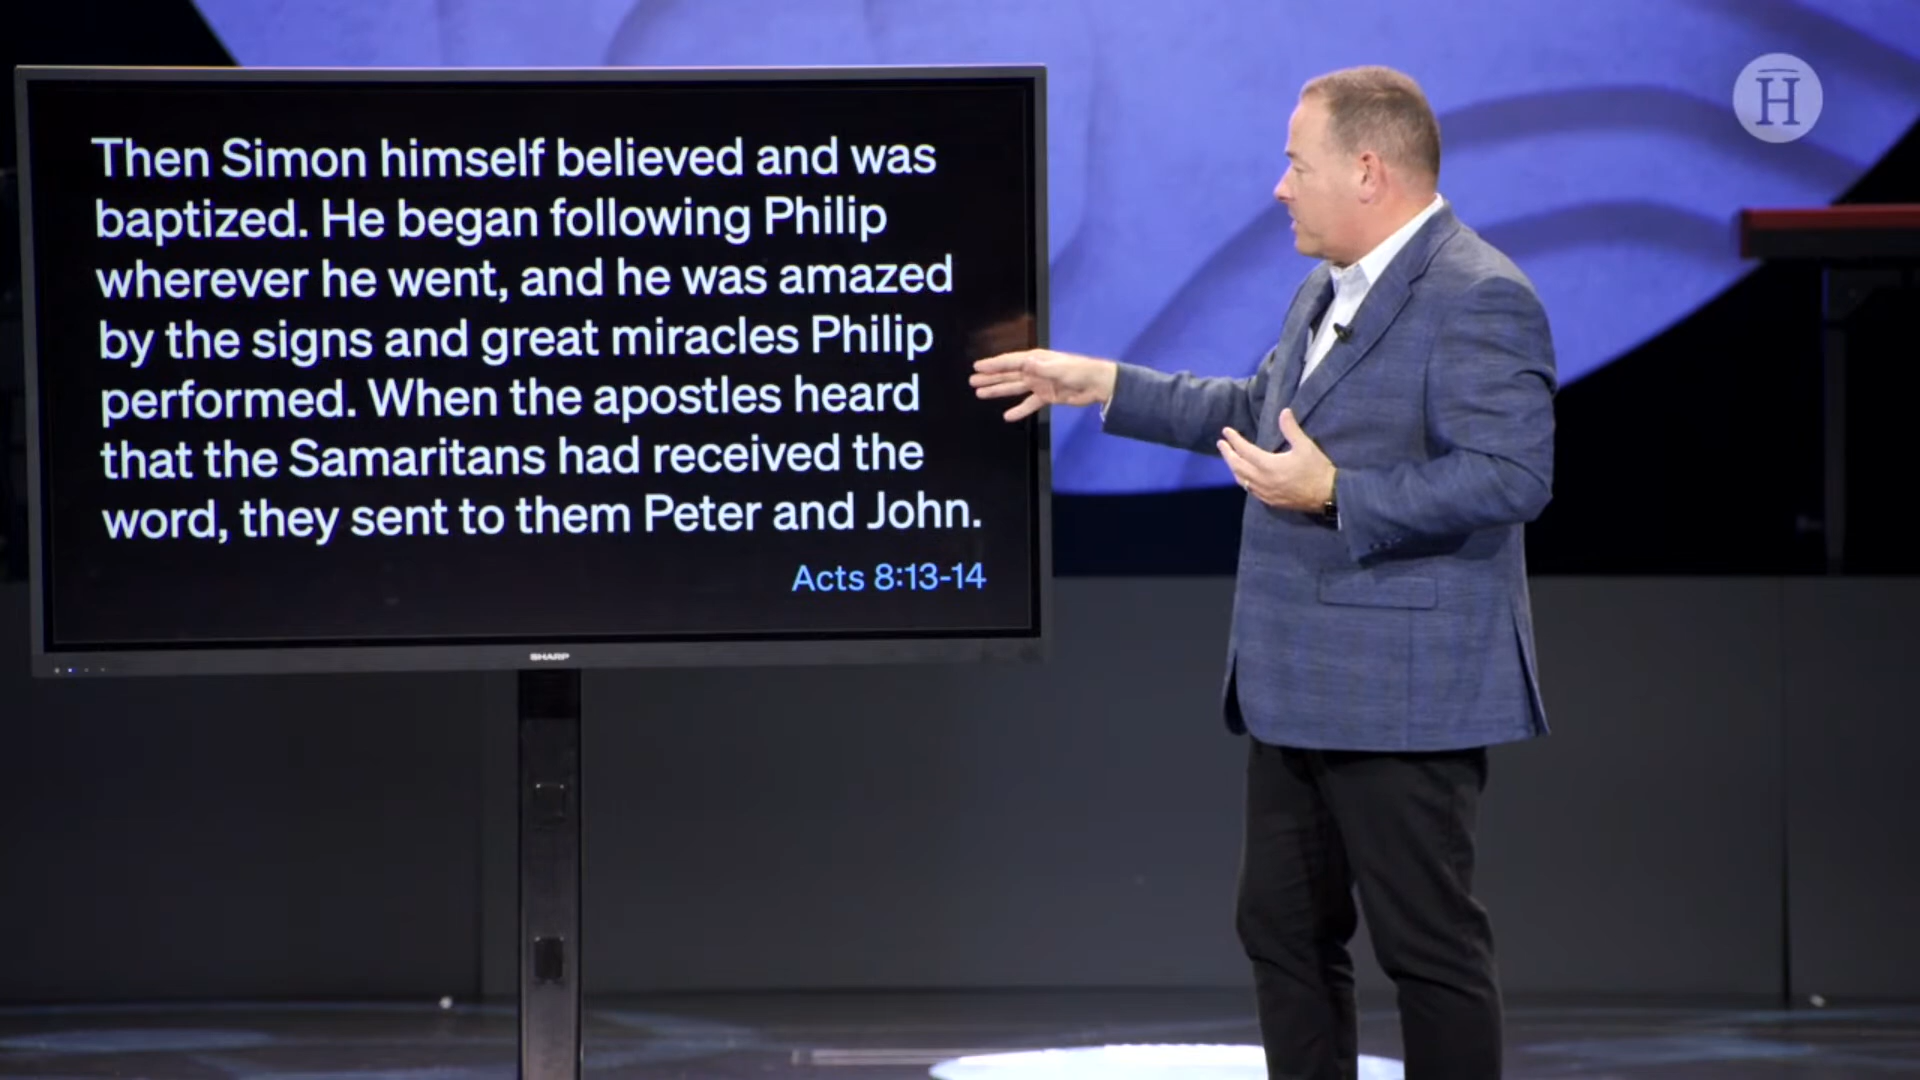 Then Simon himself believed and was
baptized. He began following Philip
wherever he went, and he was amazed
by the signs and great miracles Philip
performed. When the apostles heard
that the Samaritans had received the
word, they sent to them Peter and John.
Acts 8:13-14
SHARP
H